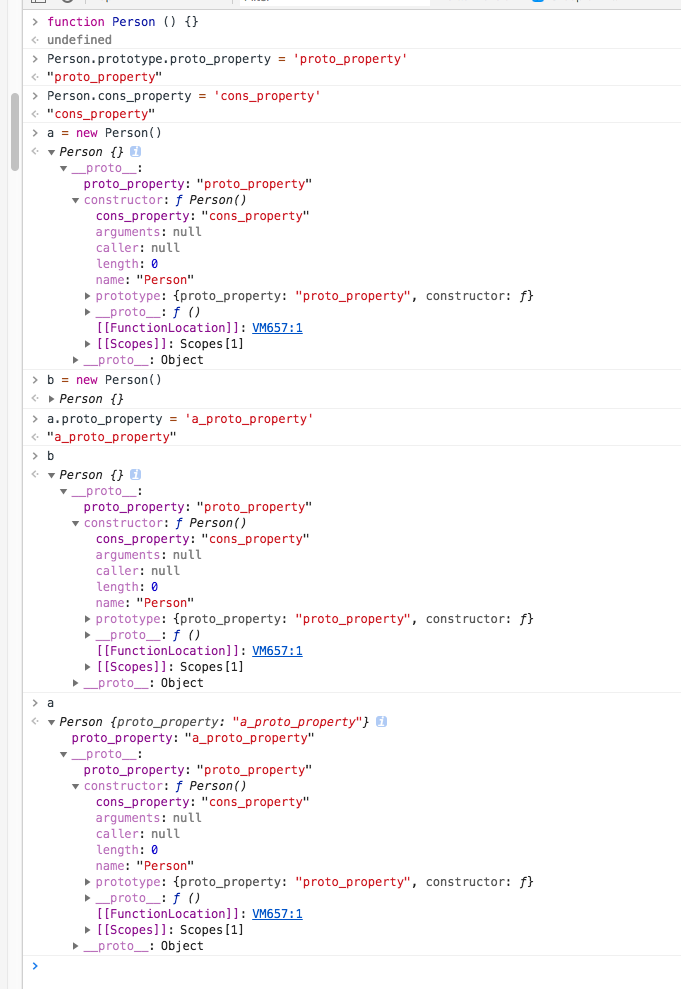 function Person () {}
undefined
Person.prototype.proto_property = 'proto_property'
"proto_property"
Person.cons_property = 'cons_property'
"cons_property"
a = new Person()
Person {}
__proto__:
proto_property: "proto_property"
constructor: ƒ Person()
cons_property: "cons_property"
arguments: null
caller: null
length: 0
name: "Person"
prototype: {proto_property: "proto_property", constructor: ƒ}
__proto__: ƒ ()
[[FunctionLocation]]: VM657:1
[[Scopes]]: Scopes[1]
__proto__: Object
b = new Person()
Person {}
a.proto_property = 'a_proto_property'
"a_proto_property"
b
Person {}
__proto__:
proto_property: "proto_property"
constructor: ƒ Person()
cons_property: "cons_property"
arguments: null
caller: null
length: 0
name: "Person"
prototype: {proto_property: "proto_property", constructor: ƒ}
__proto__: ƒ ()
[[FunctionLocation]]: VM657:1
[[Scopes]]: Scopes[1]
__proto__: Object
a
Person {proto_property: "a_proto_property"}
proto_property: "a_proto_property"
__proto__:
proto_property: "proto_property"
constructor: ƒ Person()
cons_property: "cons_property"
arguments: null
caller: null
length: 0
name: "Person"
prototype: {proto_property: "proto_property", constructor: ƒ}
__proto__: ƒ ()
[[FunctionLocation]]: VM657:1
[[Scopes]]: Scopes[1]
__proto__: Object